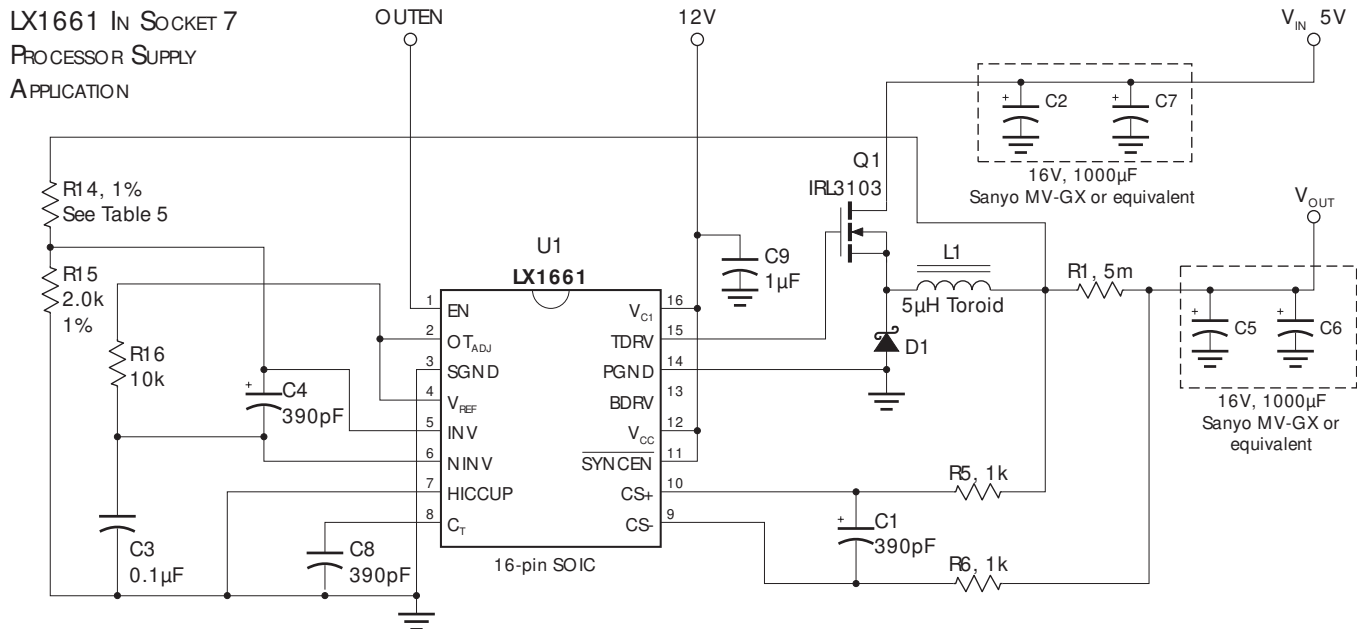 LX1661 IN SOCKET 7
PROCESSOR SUPPLY
APPLICATION
OUTEN
12V
VIN 5V
C2
C7
16V, 1000µF
Sanyo MV-GX or equivalent
Q1
IRL3103
R14, 1%
See Table 5
VOUT
U1
LX1661
C9
1µF
L1
5µH Toroid
R1, 5m
R15
2.0k
1%
C5
C6
16V, 1000µF
Sanyo MV-GX or
equivalent
R16
10k
D1
C4
390pF
1 EN
2 OTADJ
3 SGND
4 VREF
5 INV
6 NINV
7 HICCUP
8 CT
VC1 16
TDRV 15
PGND 14
BDRV 13
VCC 12
SYNCEN 11
CS+ 10
CS- 9
R5, 1k
C1
390pF
R6, 1k
C3
0.1µF
C8
390pF
16-pin SOIC